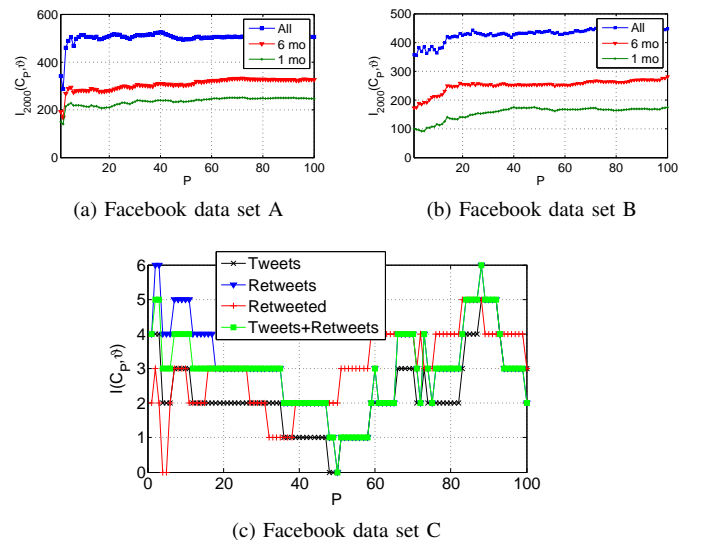 All
6 mo
1 mo
600
400
200
0
I2000(CP,ϑ)
20 40 60 80 100
P
(a) Facebook data set A
All
6 mo
1 mo
500
400
300
200
100
0
I2000(CP,ϑ)
0 20 40 60 80 100
P
(b) Facebook data set B
Tweets
Retweets
Retweeted
Tweets+Retweets
6
5
4
3
2
1
0
I(CP,ϑ)
0 20 40 60 80 100
P
(c) Facebook data set C